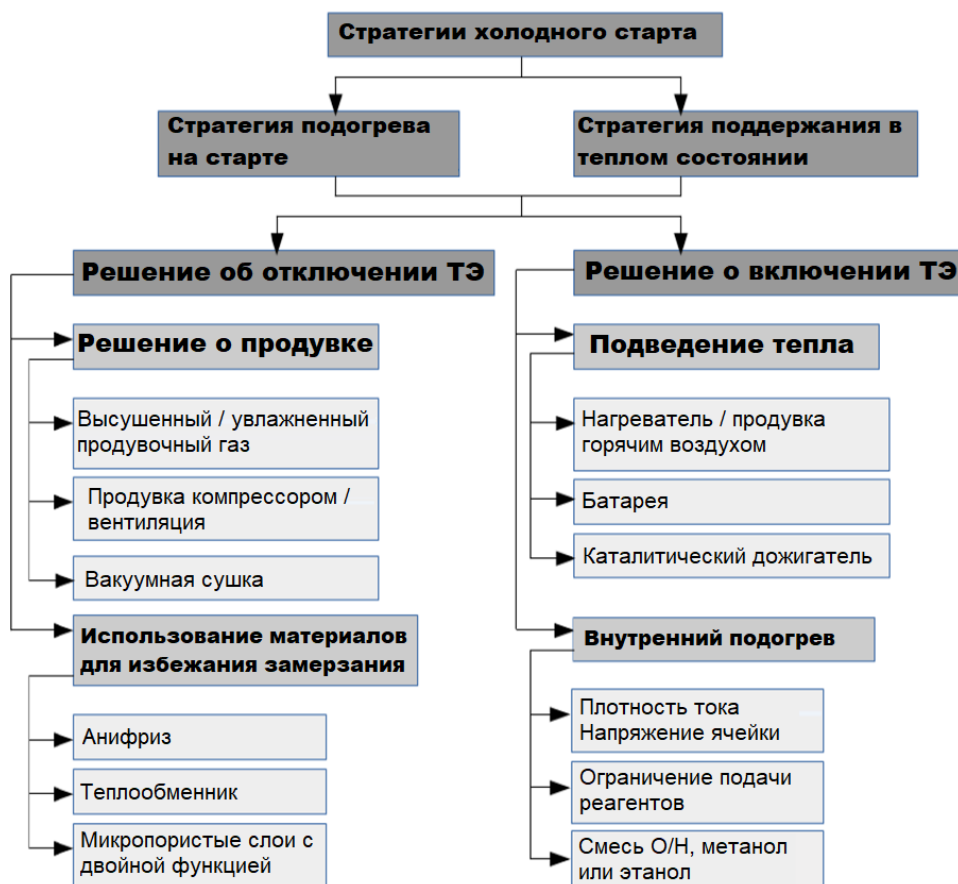 Стратегии холодного старта
Стратегия подогрева
на старте
Стратегия поддержания в
теплом состоянии
Решение об отключении ТЭ
Решение о продувке
Высушенный / увлажненный
продувочный газ
Продувка компрессором /
вентиляция
Вакуумная сушка
Использование материалов
для избежания замерзания
Анифриз
Теплообменник
Микропористые слои с
двойной функцией
Решение о включении ТЭ
Подведение тепла
Нагреватель / продувка
горячим воздухом
Батарея
Каталитический дожигатель
Внутренний подогрев
Плотность тока
Напряжение ячейки
Ограничение подачи
реагентов
Смесь О/Н, метанол
или этанол